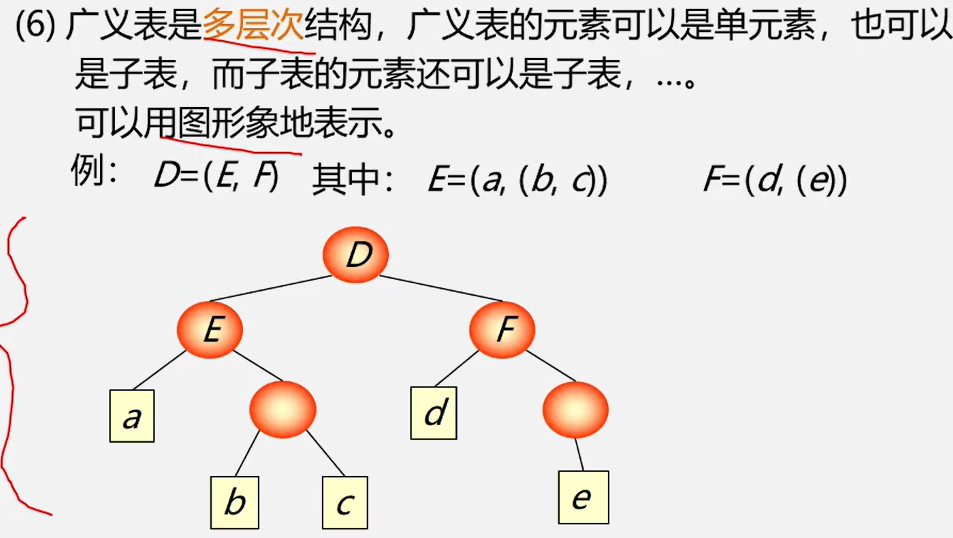 (6) 广义表是多层次结构，广义表的元素可以是单元素，也可以
是子表，而子表的元素还可以是子表，…。
可以用图形象地表示。
例： D=(E, F) 其中： E=(a, (b, c)) F=(d, (e))
D
E F
a d
b c e